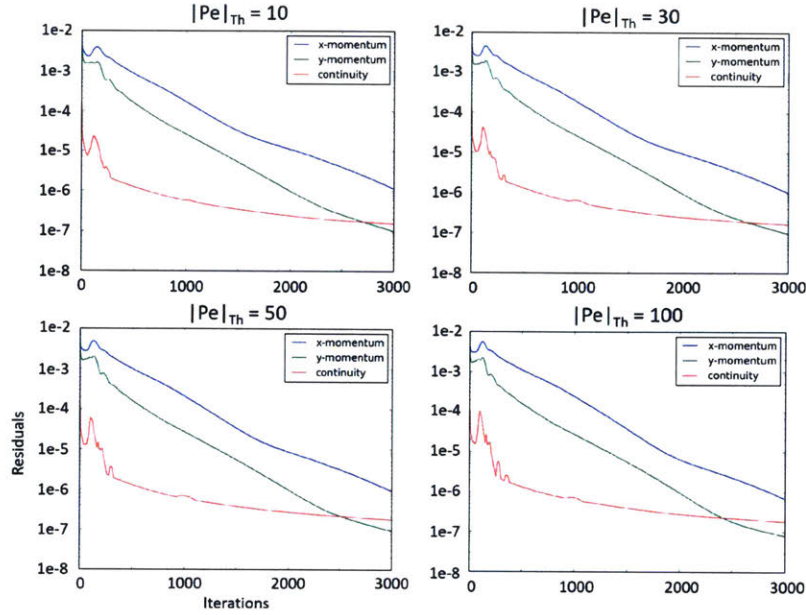 |Pe|Th = 10
1e-2
1e-3
1e-4
1e-5
1e-6
1e-7
1e-8
x-momentum
y-momentum
continuity
0
1000
2000
3000
|Pe|Th = 30
1e-2
1e-3
1e-4
1e-5
1e-6
1e-7
1e-8
x-momentum
y-momentum
continuity
0
1000
2000
3000
|Pe|Th = 50
Residuals
1e-2
1e-3
1e-4
1e-5
1e-6
1e-7
1e-8
x-momentum
y-momentum
continuity
0
1000
2000
3000
Iterations
|Pe|Th = 100
1e-2
1e-3
1e-4
1e-5
1e-6
1e-7
1e-8
x-momentum
y-momentum
continuity
0
1000
2000
3000